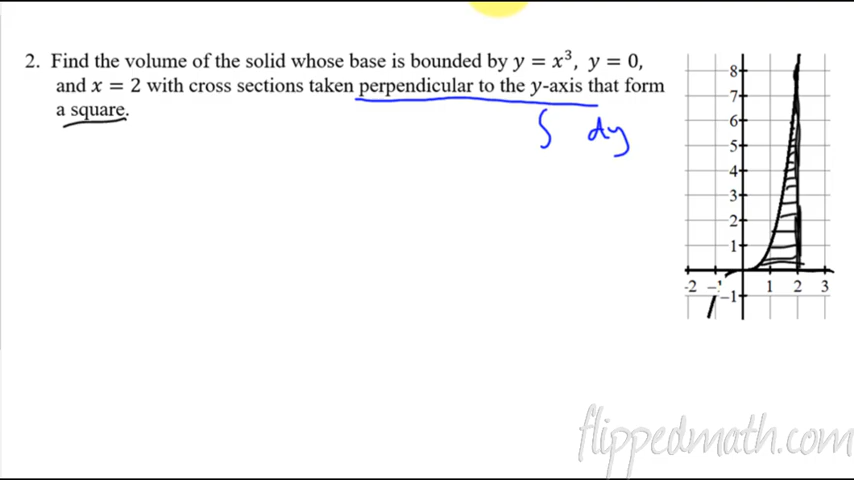 2. Find the volume of the solid whose base is bounded by y = x³, y = 0,
and x = 2 with cross sections taken perpendicular to the y-axis that form
a square.
∫ dy
8
7
6
5
4
3
2
1
-2 -1 1 2 3
-1
flippedmath.com